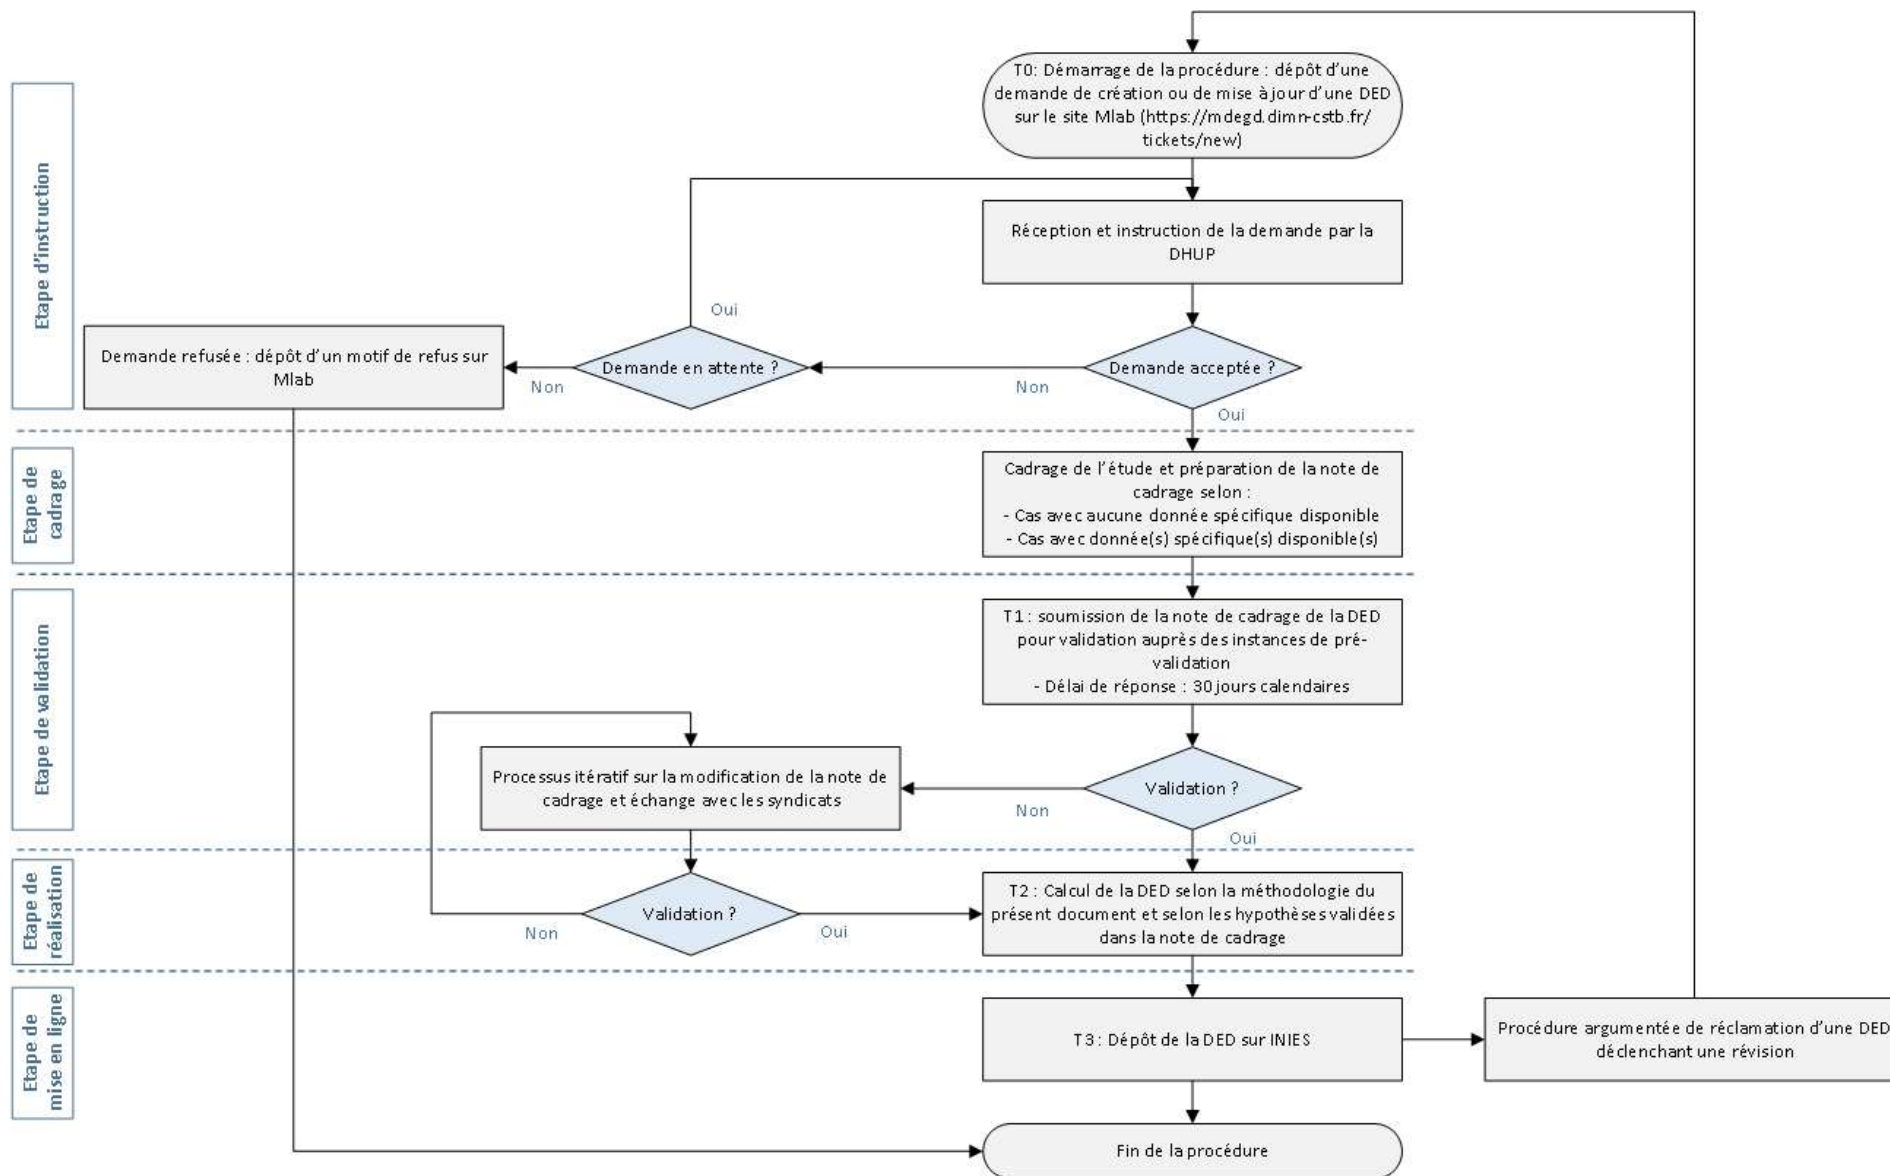 T0: Démarrage de la procédure : dépôt d'une
demande de création ou de mise à jour d'une DED
sur le site Mlab (https://mdegd.dimn-cstb.fr/
tickets/new)
Etape d'instruction
Réception et instruction de la demande par la
DHUP
Oui
Demande refusée : dépôt d'un motif de refus sur
Mlab
Non
Demande en attente ?
Non
Demande acceptée ?
Oui
Etape de
cadrage
Cadrage de l'étude et préparation de la note de
cadrage selon :
- Cas avec aucune donnée spécifique disponible
- Cas avec donnée(s) spécifique(s) disponible(s)
Etape de validation
T1 : soumission de la note de cadrage de la DED
pour validation auprès des instances de pré-
validation
- Délai de réponse : 30 jours calendaires
Processus itératif sur la modification de la note de
cadrage et échange avec les syndicats
Non
Validation ?
Oui
Etape de
réalisation
Non
Validation ?
Oui
T2 : Calcul de la DED selon la méthodologie du
présent document et selon les hypothèses validées
dans la note de cadrage
Etape de
mise en ligne
T3 : Dépôt de la DED sur INIES
Procédure argumentée de réclamation d'une DED
déclenchant une révision
Fin de la procédure